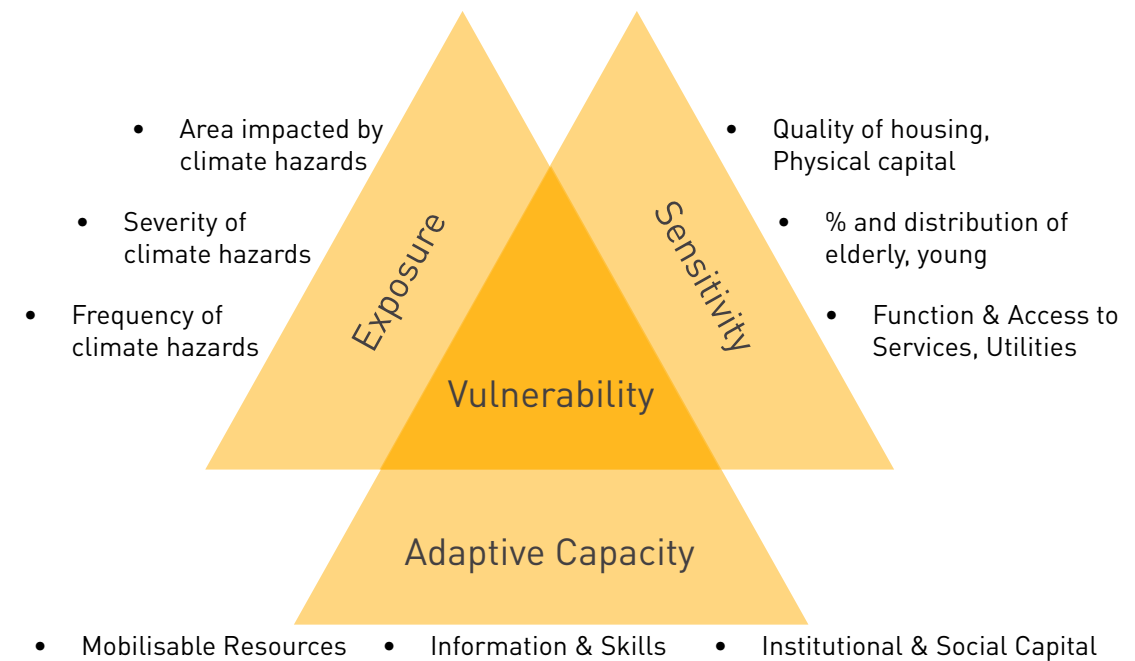 • Area impacted by
climate hazards
• Severity of
climate hazards
• Frequency of
climate hazards
Exposure
Sensitivity
• Quality of housing,
Physical capital
• % and distribution of
elderly, young
• Function & Access to
Services, Utilities
Vulnerability
Adaptive Capacity
• Mobilisable Resources • Information & Skills • Institutional & Social Capital